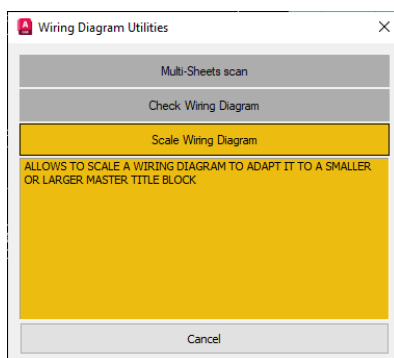 Wiring Diagram Utilities
Multi-Sheets scan
Check Wiring Diagram
Scale Wiring Diagram
ALLOWS TO SCALE A WIRING DIAGRAM TO ADAPT IT TO A SMALLER
OR LARGER MASTER TITLE BLOCK
Cancel